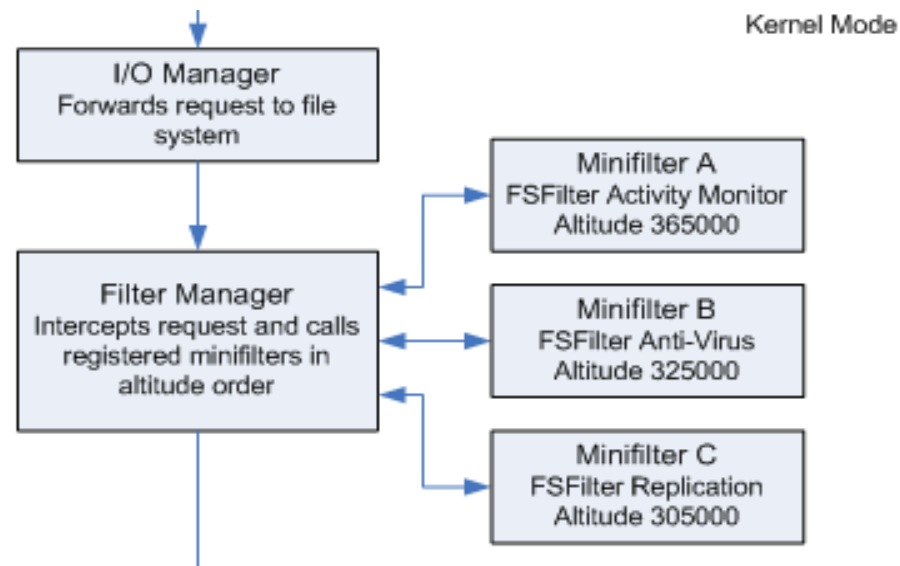 Kernel Mode
I/O Manager
Forwards request to file
system
Minifilter A
FSFilter Activity Monitor
Altitude 365000
Filter Manager
Intercepts request and calls
registered minifilters in
altitude order
Minifilter B
FSFilter Anti-Virus
Altitude 325000
Minifilter C
FSFilter Replication
Altitude 305000